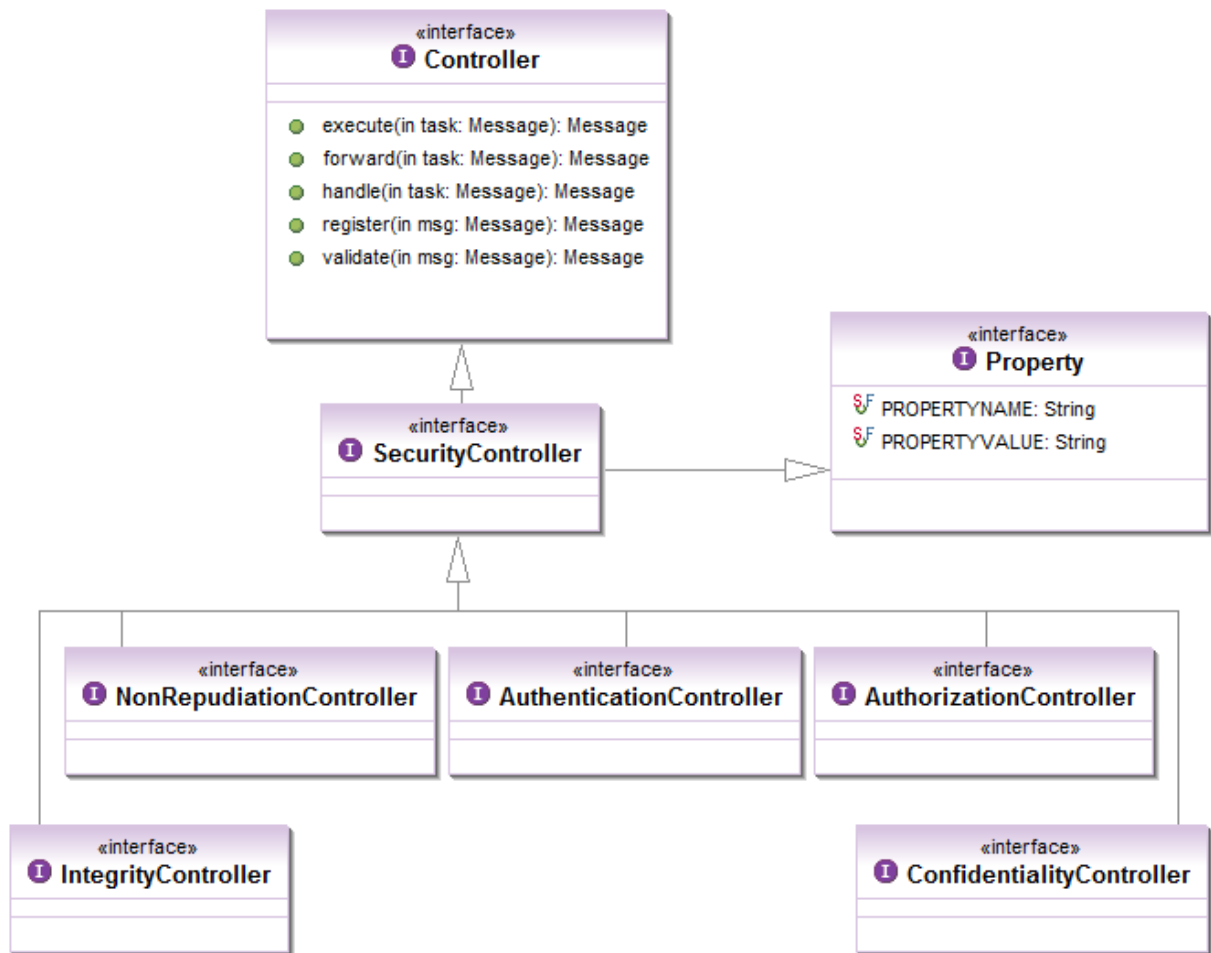 «interface»
I Controller
execute(in task: Message): Message
forward(in task: Message): Message
handle(in task: Message): Message
register(in msg: Message): Message
validate(in msg: Message): Message
«interface»
I Property
S F PROPERTYNAME: String
S F PROPERTYVALUE: String
«interface»
I SecurityController
«interface»
I NonRepudiationController
«interface»
I AuthenticationController
«interface»
I AuthorizationController
«interface»
I IntegrityController
«interface»
I ConfidentialityController